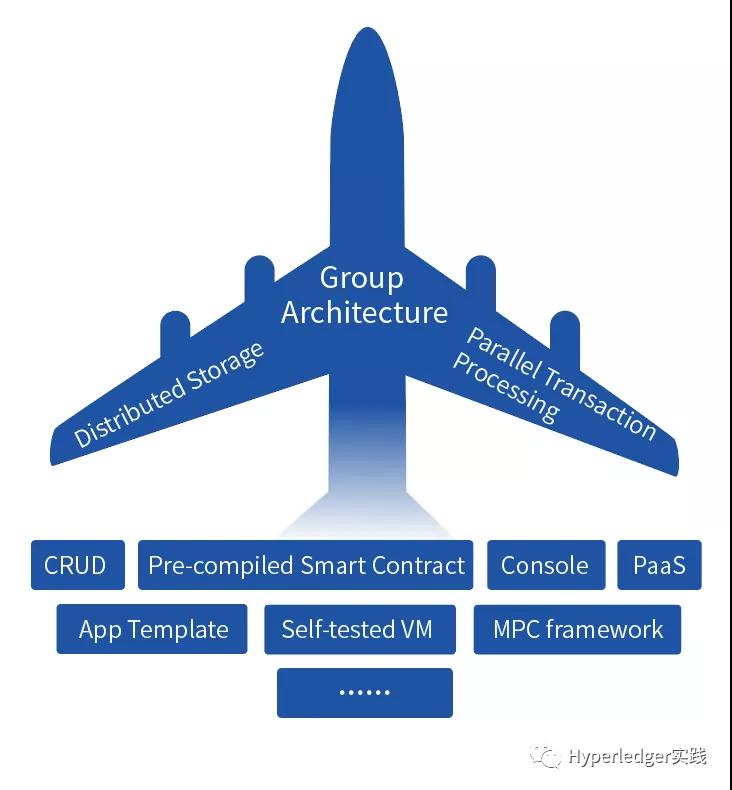 Group
Architecture
Distributed Storage
Parallel Transaction
Processing
CRUD
Pre-compiled Smart Contract
Console
PaaS
App Template
Self-tested VM
MPC framework
······
Hyperledger实践